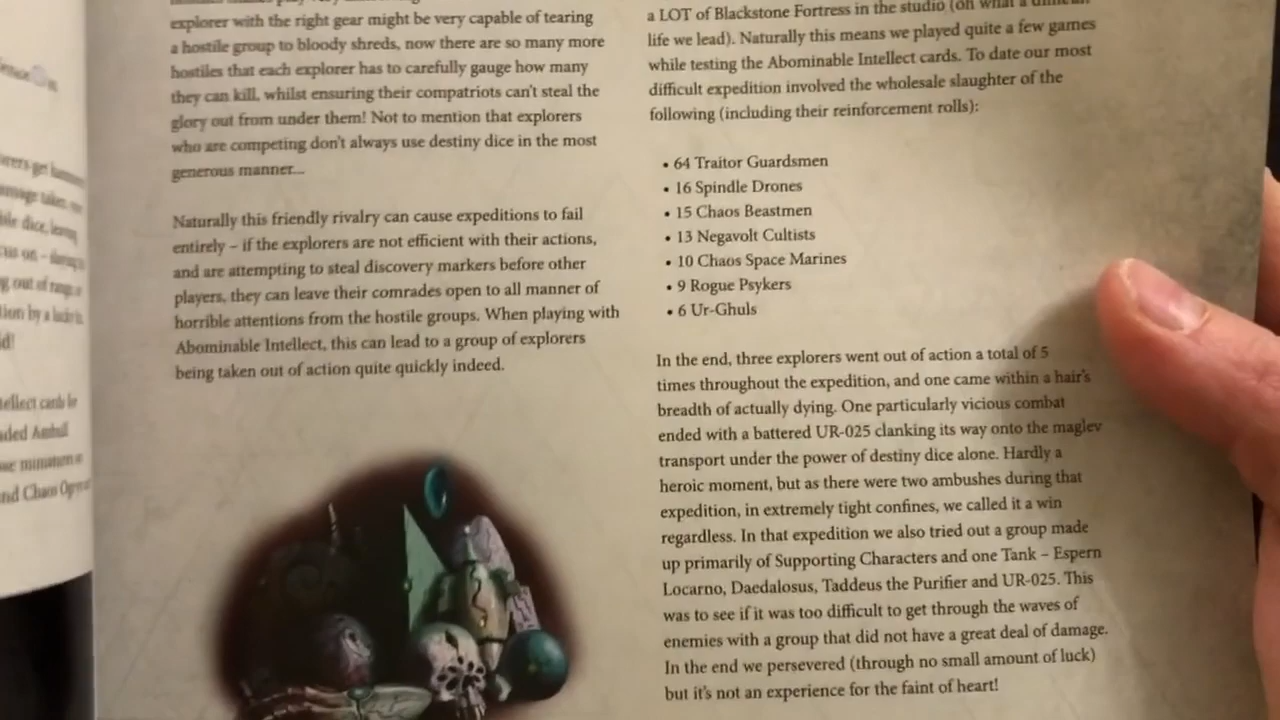 explorer with the right gear might be very capable of tearing
a hostile group to bloody shreds, now there are so many more
hostiles that each explorer has to carefully gauge how many
they can kill, whilst ensuring their compatriots can't steal the
glory out from under them! Not to mention that explorers
who are competing don't always use destiny dice in the most
generous manner...
Naturally this friendly rivalry can cause expeditions to fail
entirely – if the explorers are not efficient with their actions,
and are attempting to steal discovery markers before other
players, they can leave their comrades open to all manner of
horrible attentions from the hostile groups. When playing with
Abominable Intellect, this can lead to a group of explorers
being taken out of action quite quickly indeed.
a LOT of Blackstone Fortress in the studio (oh what a
life we lead). Naturally this means we played quite a few games
while testing the Abominable Intellect cards. To date our most
difficult expedition involved the wholesale slaughter of the
following (including their reinforcement rolls):
• 64 Traitor Guardsmen
• 16 Spindle Drones
• 15 Chaos Beastmen
• 13 Negavolt Cultists
• 10 Chaos Space Marines
• 9 Rogue Psykers
• 6 Ur-Ghuls
In the end, three explorers went out of action a total of 5
times throughout the expedition, and one came within a hair's
breadth of actually dying. One particularly vicious combat
ended with a battered UR-025 clanking its way onto the maglev
transport under the power of destiny dice alone. Hardly a
heroic moment, but as there were two ambushes during that
expedition, in extremely tight confines, we called it a win
regardless. In that expedition we also tried out a group made
up primarily of Supporting Characters and one Tank – Espern
Locarno, Daedalosus, Taddeus the Purifier and UR-025. This
was to see if it was too difficult to get through the waves of
enemies with a group that did not have a great deal of damage.
In the end we persevered (through no small amount of luck)
but it's not an experience for the faint of heart!